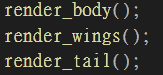 render_body();
render_wings();
render_tail();